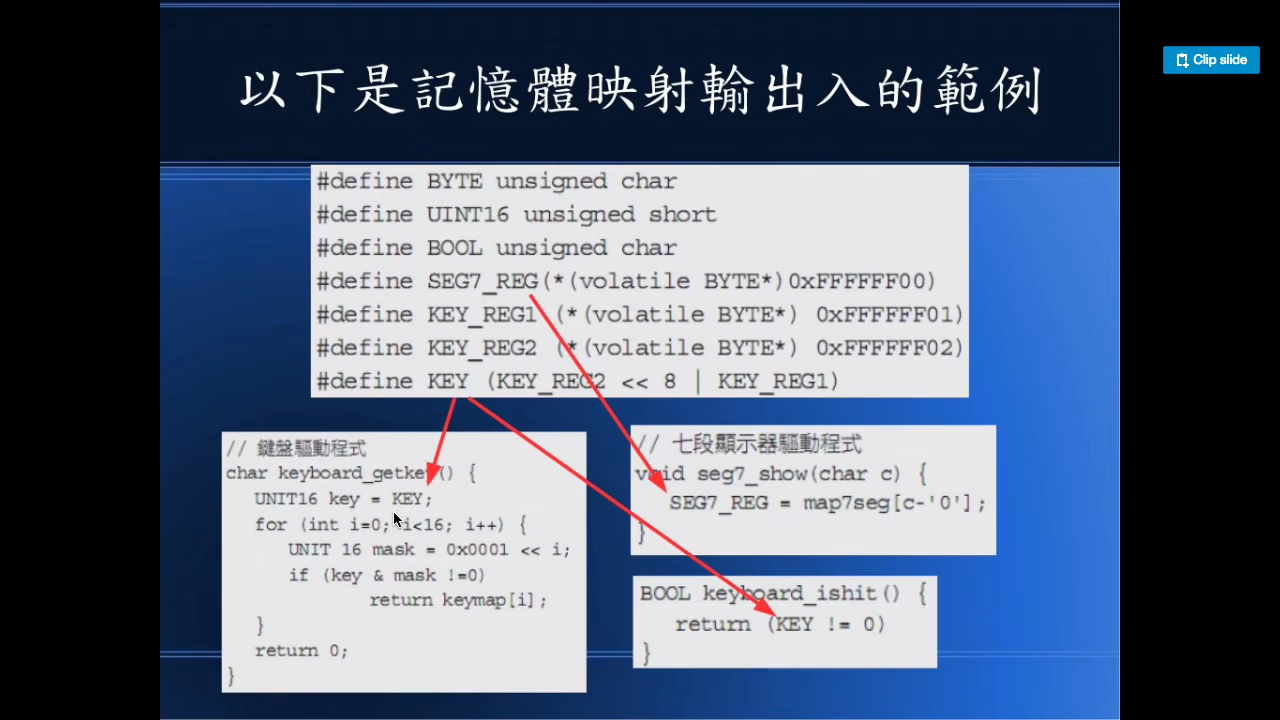 Clip slide
以下是記憶體映射輸出入的範例
#define BYTE unsigned char
#define UINT16 unsigned short
#define BOOL unsigned char
#define SEG7_REG(*(volatile BYTE*)0xFFFFFF00)
#define KEY_REG1 (*(volatile BYTE*) 0xFFFFFF01)
#define KEY_REG2 (*(volatile BYTE*) 0xFFFFFF02)
#define KEY (KEY_REG2 << 8 | KEY_REG1)
// 鍵盤驅動程式
char keyboard_getkey() {
UNIT16 key = KEY;
for (int i=0; i<16; i++) {
UNIT 16 mask = 0x0001 << i;
if (key & mask !=0)
return keymap[i];
}
return 0;
}
// 七段顯示器驅動程式
void seg7_show(char c) {
SEG7_REG = map7seg[c-'0'];
}
BOOL keyboard_ishit() {
return (KEY != 0)
}